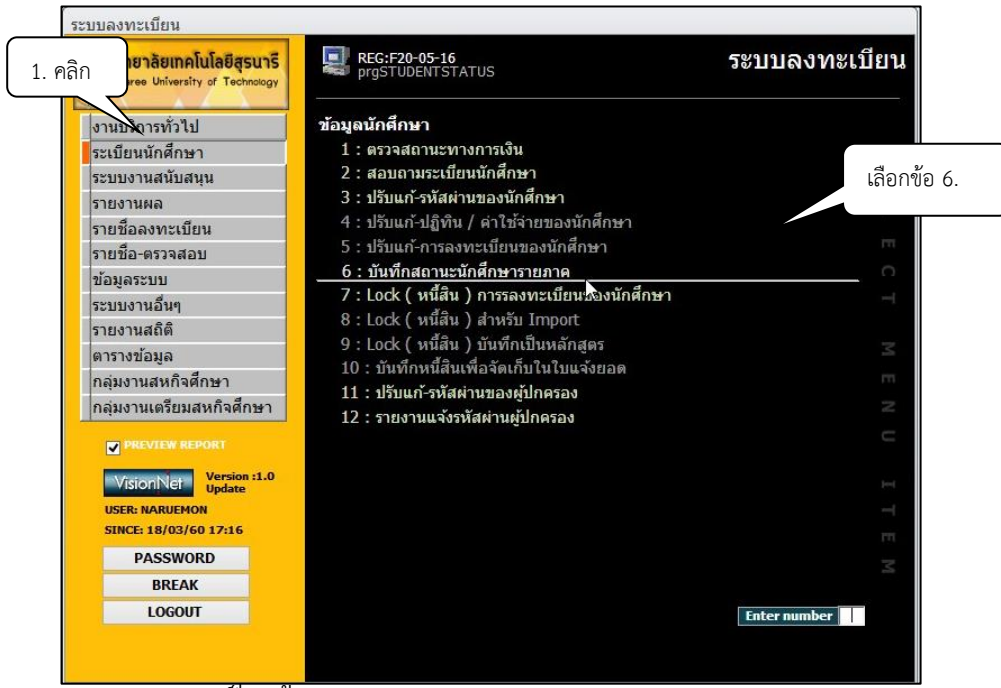 ระบบลงทะเบียน
1. คลิก
ยาลัยเทคโนโลยีสุรนารี
ree University of Technology
REG:F20-05-16
prgSTUDENTSTATUS
ระบบลงทะเบียน
งานบริการทั่วไป
ระเบียนนักศึกษา
ระบบงานสนับสนุน
รายงานผล
รายชื่อลงทะเบียน
รายชื่อ-ตรวจสอบ
ข้อมูลระบบ
ระบบงานอื่นๆ
รายงานสถิติ
ตารางข้อมูล
กลุ่มงานสหกิจศึกษา
กลุ่มงานเตรียมสหกิจศึกษา
ข้อมูลนักศึกษา
1 : ตรวจสถานะทางการเงิน
2 : สอบถามระเบียนนักศึกษา
3 : ปรับแก้-รหัสผ่านของนักศึกษา
4 : ปรับแก้-ปฏิทิน / ค่าใช้จ่ายของนักศึกษา
5 : ปรับแก้-การลงทะเบียนของนักศึกษา
6 : บันทึกสถานะนักศึกษารายภาค
7 : Lock ( หนี้สิน ) การรลงทะเบียนของนักศึกษา
8 : Lock ( หนี้สิน ) สำหรับ Import
9 : Lock ( หนี้สิน ) บันทึกเป็นหลักสูตร
10 : บันทึกหนี้สินเพื่อจัดเก็บในใบแจ้งยอด
11 : ปรับแก้-รหัสผ่านของผู้ปกครอง
12 : รายงานแจ้งรหัสผ่านผู้ปกครอง
เลือกข้อ 6.
ECT MENU ITEM
PREVIEW REPORT
VisionNet
Version :1.0
Update
USER: NARUEMON
SINCE: 18/03/60 17:16
PASSWORD
BREAK
LOGOUT
Enter number